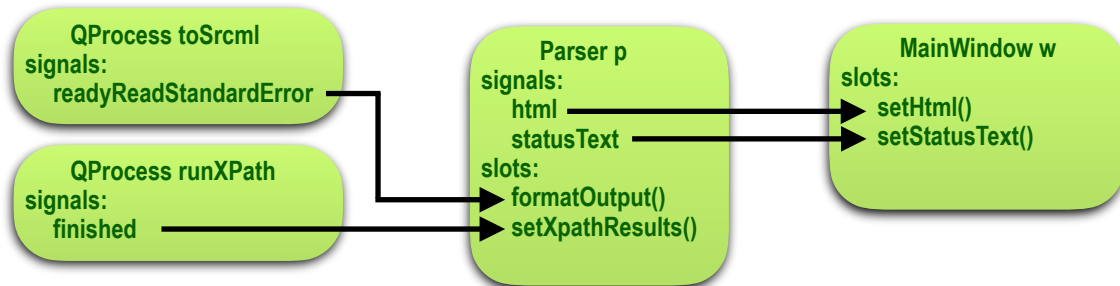 QProcess toSrcml
signals:
readyReadStandardError
QProcess runXPath
signals:
finished
Parser p
signals:
html
statusText
slots:
formatOutput()
setXpathResults()
MainWindow w
slots:
setHtml()
setStatusText()